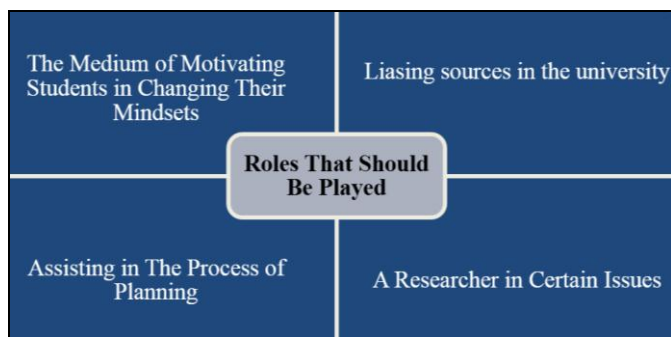 The Medium of Motivating
Students in Changing Their
Mindsets
Liasing sources in the university
Roles That Should
Be Played
Assisting in The Process of
Planning
A Researcher in Certain Issues